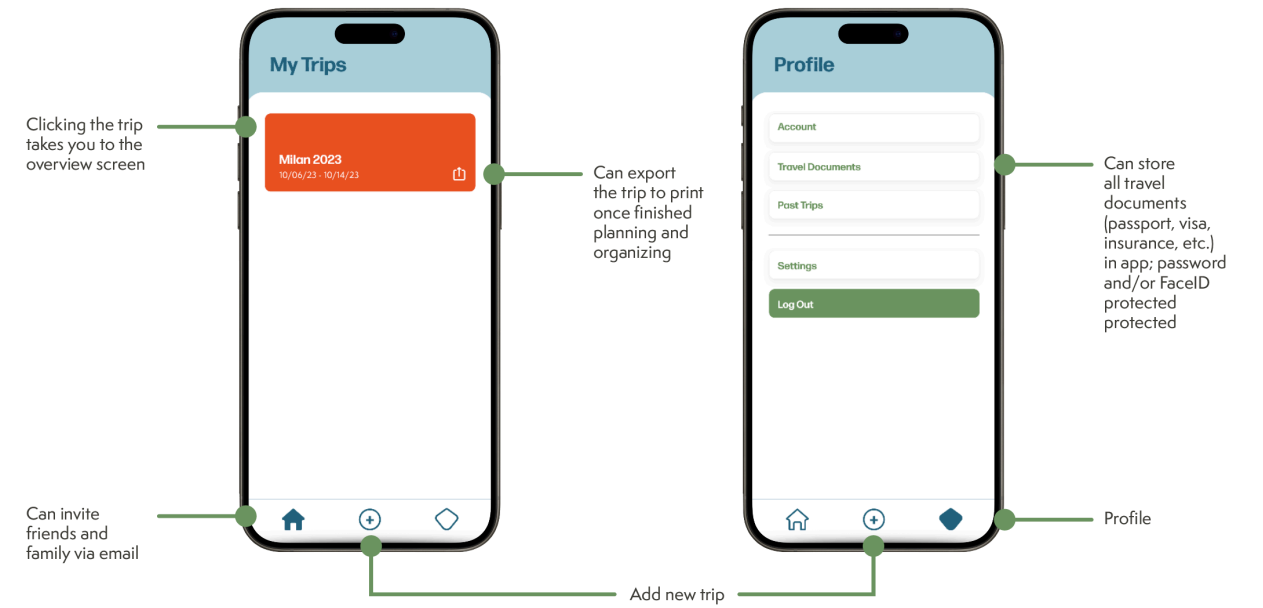 My Trips
Clicking the trip
takes you to the
overview screen
Milan 2023
10/06/23 - 10/14/23
Can export
the trip to print
once finished
planning and
organizing
Can invite
friends and
family via email
Add new trip
Profile
Account
Travel Documents
Past Trips
Settings
Log Out
Can store
all travel
documents
(passport, visa,
insurance, etc.)
in app; password
and/or FaceID
protected
protected
Profile